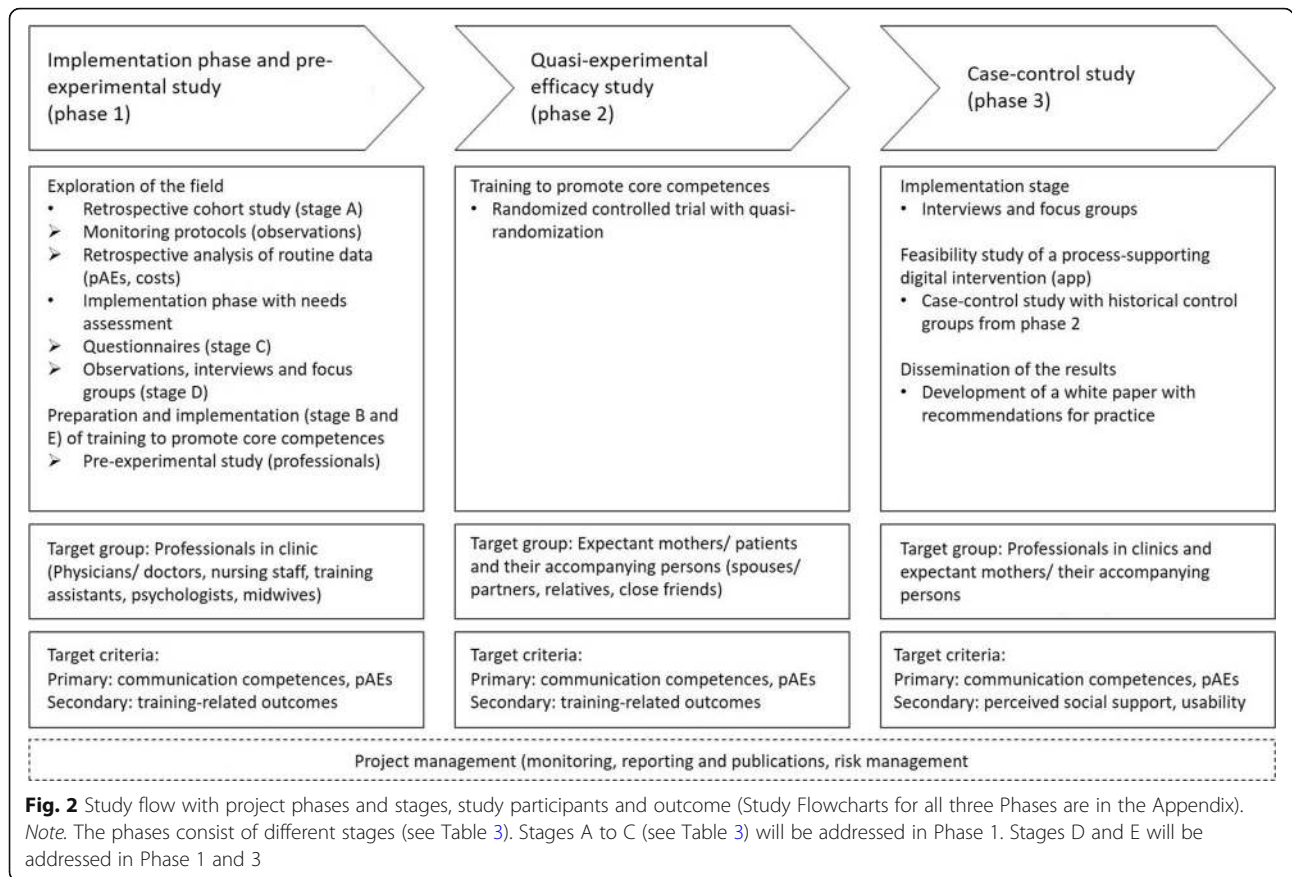 Implementation phase and pre-
experimental study
(phase 1)
Quasi-experimental
efficacy study
(phase 2)
Case-control study
(phase 3)
Exploration of the field
• Retrospective cohort study (stage A)
➢ Monitoring protocols (observations)
➢ Retrospective analysis of routine data
(pAEs, costs)
• Implementation phase with needs
assessment
➢ Questionnaires (stage C)
➢ Observations, interviews and focus
groups (stage D)
Preparation and implementation (stage B and
E) of training to promote core competences
➢ Pre-experimental study (professionals)
Training to promote core competences
• Randomized controlled trial with quasi-
randomization
Implementation stage
• Interviews and focus groups
Feasibility study of a process-supporting
digital intervention (app)
• Case-control study with historical control
groups from phase 2
Dissemination of the results
• Development of a white paper with
recommendations for practice
Target group: Professionals in clinic
(Physicians/ doctors, nursing staff, training
assistants, psychologists, midwives)
Target group: Expectant mothers/ patients
and their accompanying persons (spouses/
partners, relatives, close friends)
Target group: Professionals in clinics and
expectant mothers/ their accompanying
persons
Target criteria:
Primary: communication competences, pAEs
Secondary: training-related outcomes
Target criteria:
Primary: communication competences, pAEs
Secondary: training-related outcomes
Target criteria:
Primary: communication competences, pAEs
Secondary: perceived social support, usability
Project management (monitoring, reporting and publications, risk management
Fig. 2 Study flow with project phases and stages, study participants and outcome (Study Flowcharts for all three Phases are in the Appendix).
Note. The phases consist of different stages (see Table 3). Stages A to C (see Table 3) will be addressed in Phase 1. Stages D and E will be
addressed in Phase 1 and 3